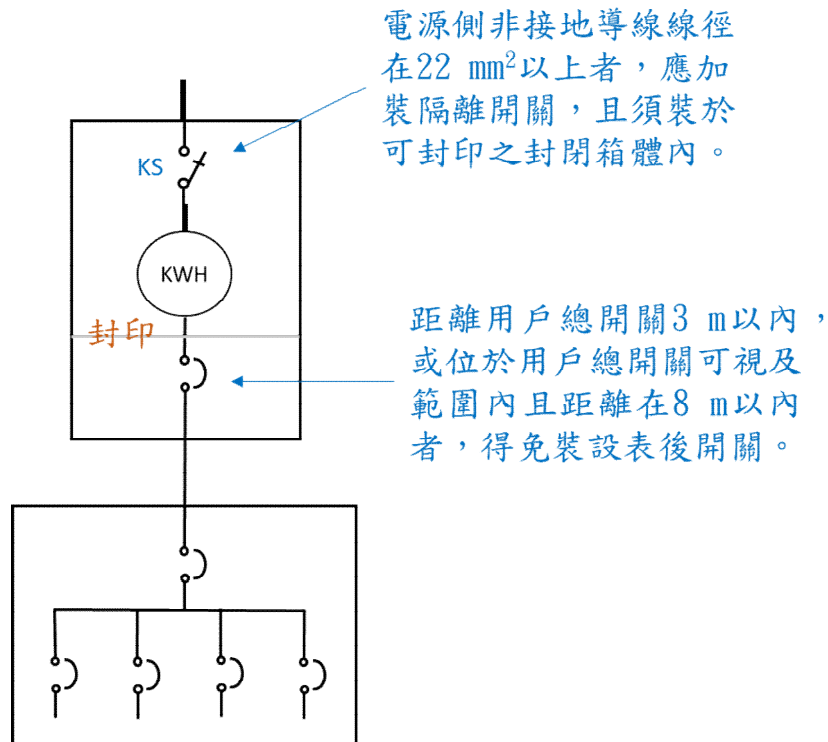 電源側非接地導線線徑
在22 mm²以上者，應加
裝隔離開關，且須裝於
可封印之封閉箱體內。
KS
KWH
封印
距離用戶總開關3 m以內，
或位於用戶總開關可視及
範圍內且距離在8 m以內
者，得免裝設表後開關。